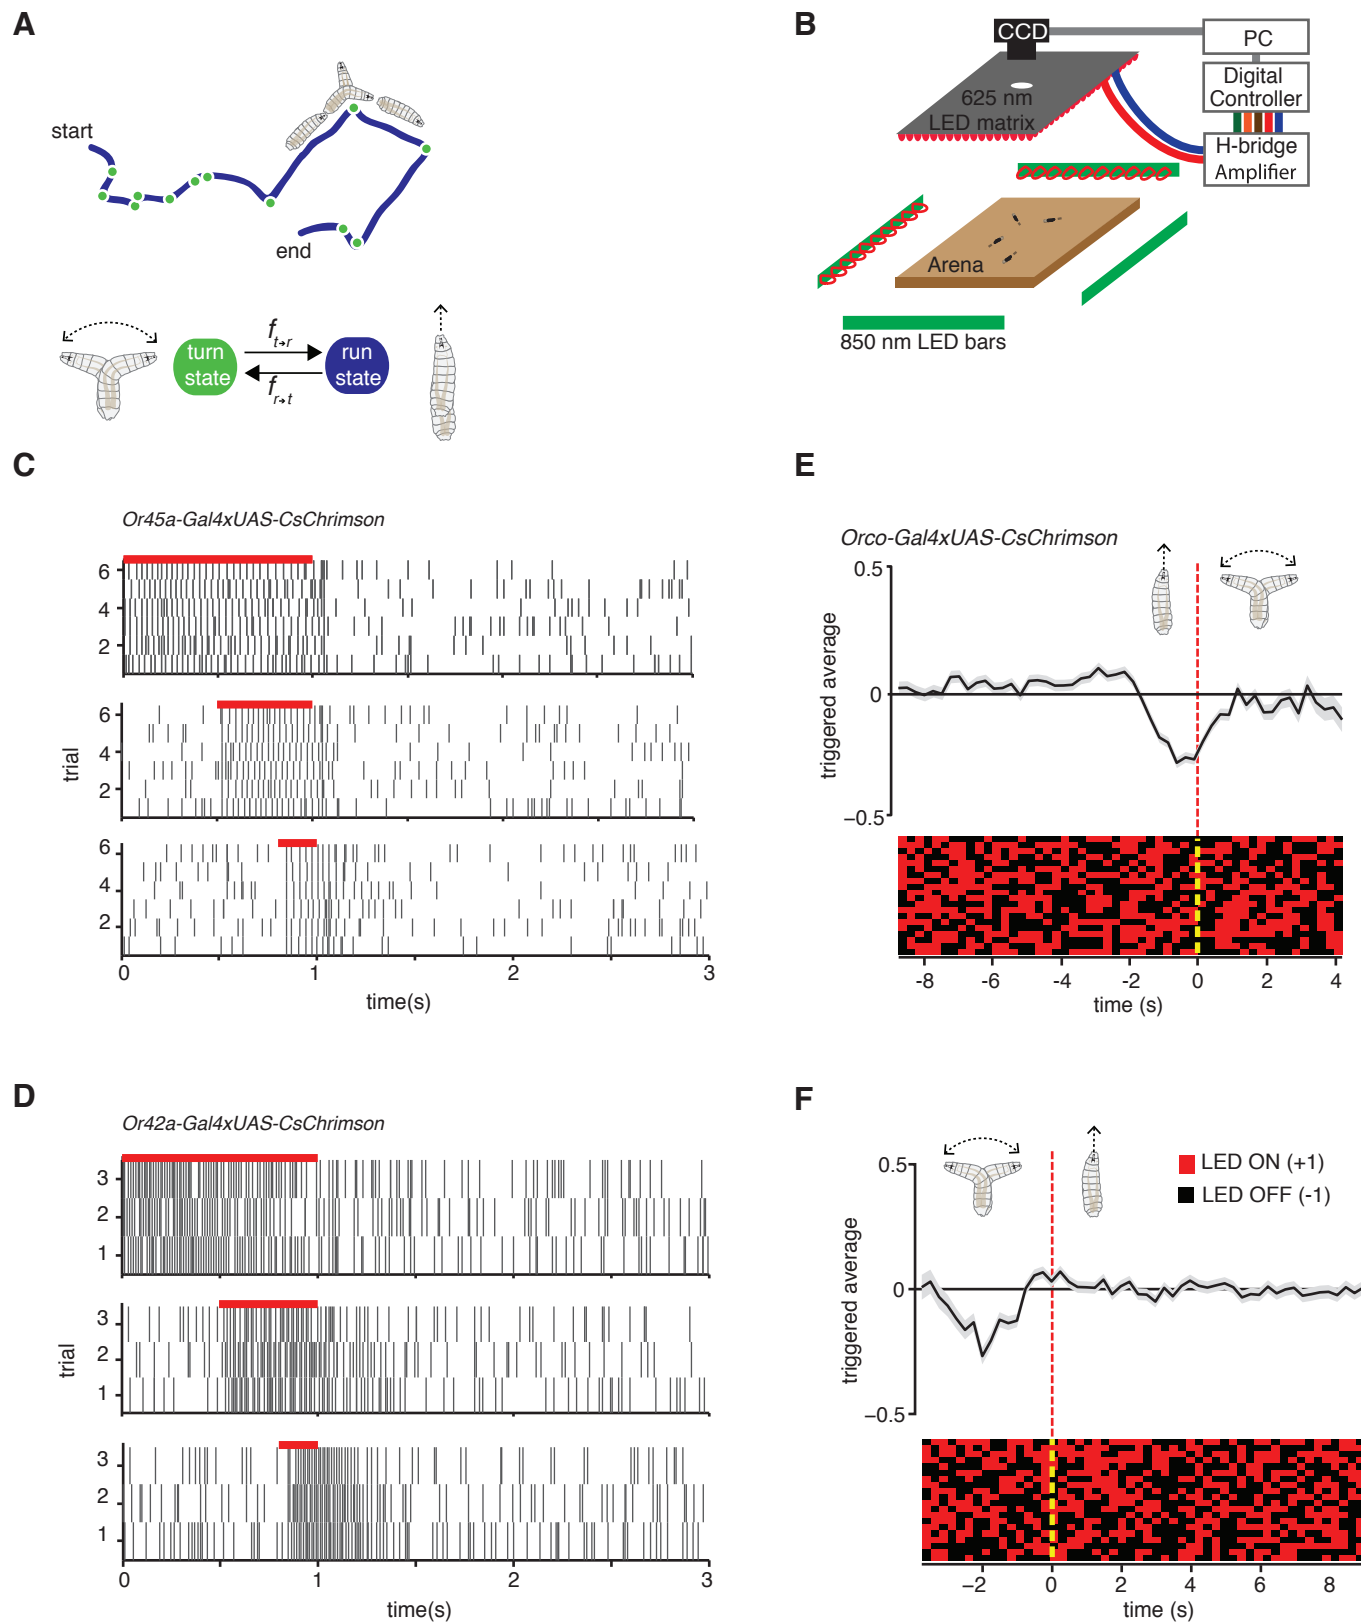 A
start
end
turn
state
f t→r
f r→t
run
state
B
CCD
PC
Digital
Controller
H-bridge
Amplifier
625 nm
LED matrix
Arena
850 nm LED bars
C
Or45a-Gal4xUAS-CsChrimson
6
4
2
6
4
2
6
4
2
trial
0 1 2 3
time(s)
D
Or42a-Gal4xUAS-CsChrimson
3
2
1
3
2
1
3
2
1
trial
0 1 2 3
time(s)
E
Orco-Gal4xUAS-CsChrimson
0.5
0
−0.5
triggered average
-8 -6 -4 -2 0 2 4
time (s)
F
LED ON (+1)
LED OFF (-1)
0.5
0
−0.5
triggered average
−2 0 2 4 6 8
time (s)